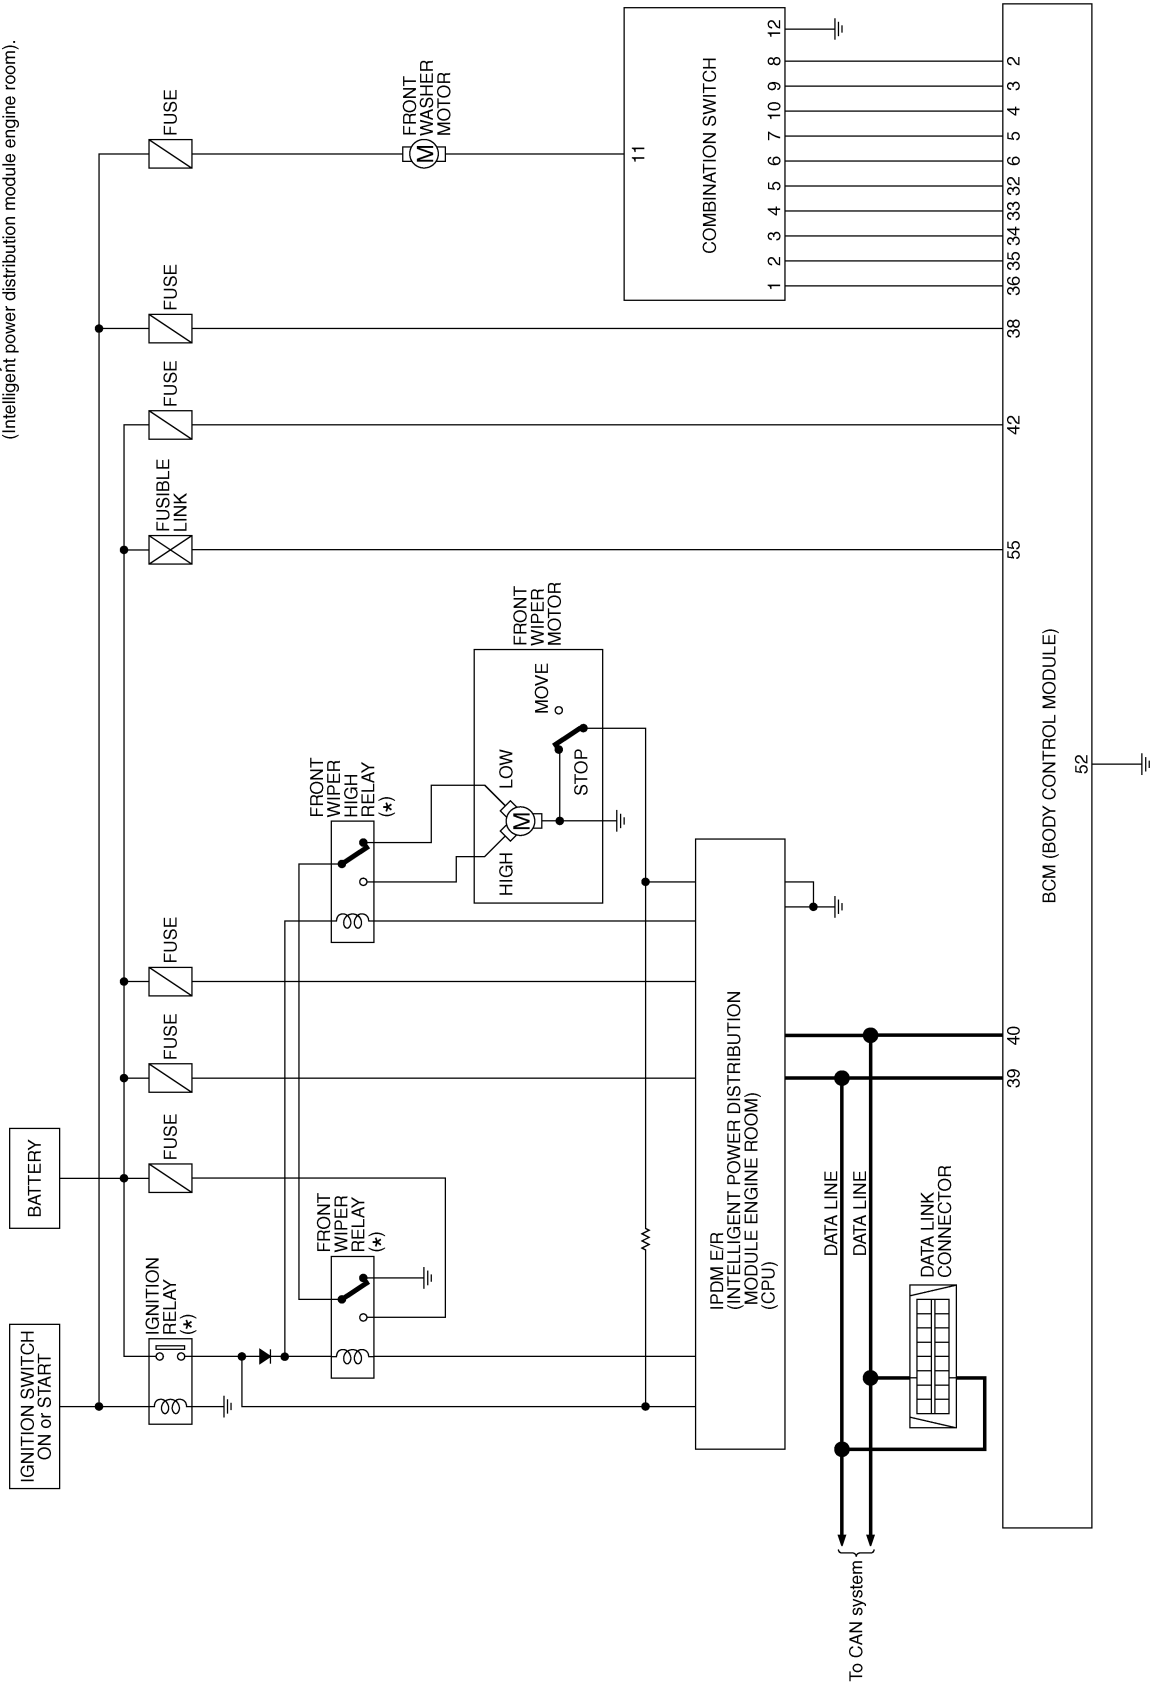 (Intelligent power distribution module engine room).
IGNITION SWITCH
ON or START
BATTERY
IGNITION
RELAY
(*)
FUSE
FUSE
FUSE
FUSIBLE
LINK
FUSE
FUSE
FUSE
FRONT
WIPER
RELAY
(*)
FRONT
WIPER
HIGH
RELAY
(*)
FRONT
WASHER
MOTOR
M
FRONT
WIPER
MOTOR
HIGH
LOW
M
STOP
MOVE
COMBINATION SWITCH
11
1
2
3
4
5
6
7
10
9
8
12
IPDM E/R
(INTELLIGENT POWER DISTRIBUTION
MODULE ENGINE ROOM)
(CPU)
DATA LINE
DATA LINE
DATA LINK
CONNECTOR
To CAN system
39
40
55
42
38
36
35
34
33
32
6
5
4
3
2
BCM (BODY CONTROL MODULE)
52